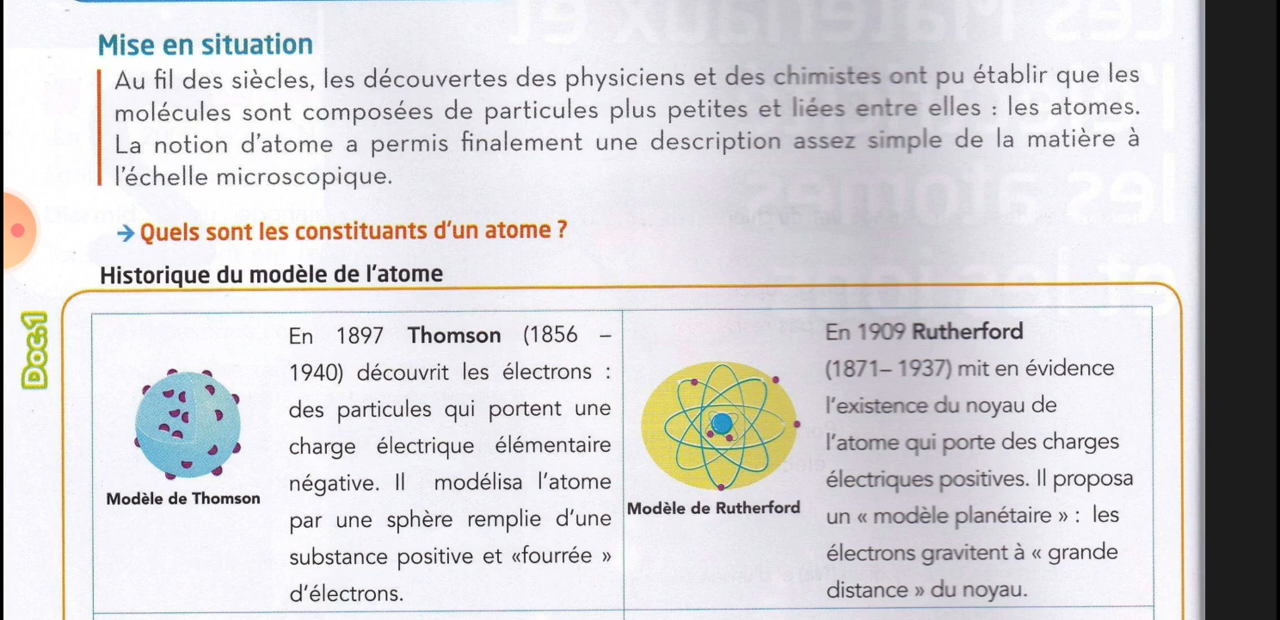 Mise en situation
Au fil des siècles, les découvertes des physiciens et des chimistes ont pu établir que les
molécules sont composées de particules plus petites et liées entre elles : les atomes.
La notion d'atome a permis finalement une description assez simple de la matière à
l'échelle microscopique.
→ Quels sont les constituants d'un atome ?
Historique du modèle de l'atome
Doc.1
Modèle de Thomson
En 1897 Thomson (1856 –
1940) découvrit les électrons :
des particules qui portent une
charge électrique élémentaire
négative. Il modélisa l'atome
par une sphère remplie d'une
substance positive et «fourrée »
d'électrons.
Modèle de Rutherford
En 1909 Rutherford
(1871– 1937) mit en évidence
l'existence du noyau de
l'atome qui porte des charges
électriques positives. Il proposa
un « modèle planétaire » : les
électrons gravitent à « grande
distance » du noyau.